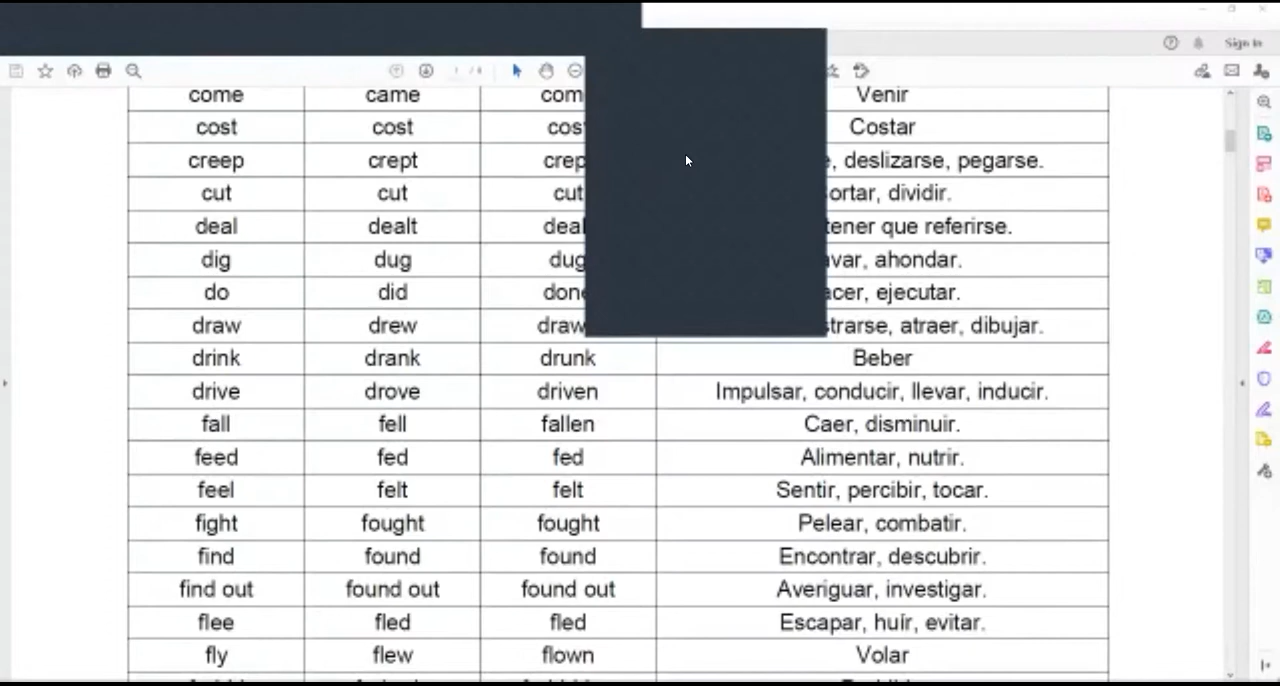 Sign In
come came com Venir
cost cost cos Costar
creep crept crep , deslizarse, pegarse.
cut cut cut ortar, dividir.
deal dealt deal tener que referirse.
dig dug dug var, ahondar.
do did done acer, ejecutar.
draw drew draw strarse, atraer, dibujar.
drink drank drunk Beber
drive drove driven Impulsar, conducir, llevar, inducir.
fall fell fallen Caer, disminuir.
feed fed fed Alimentar, nutrir.
feel felt felt Sentir, percibir, tocar.
fight fought fought Pelear, combatir.
find found found Encontrar, descubrir.
find out found out found out Averiguar, investigar.
flee fled fled Escapar, huír, evitar.
fly flew flown Volar